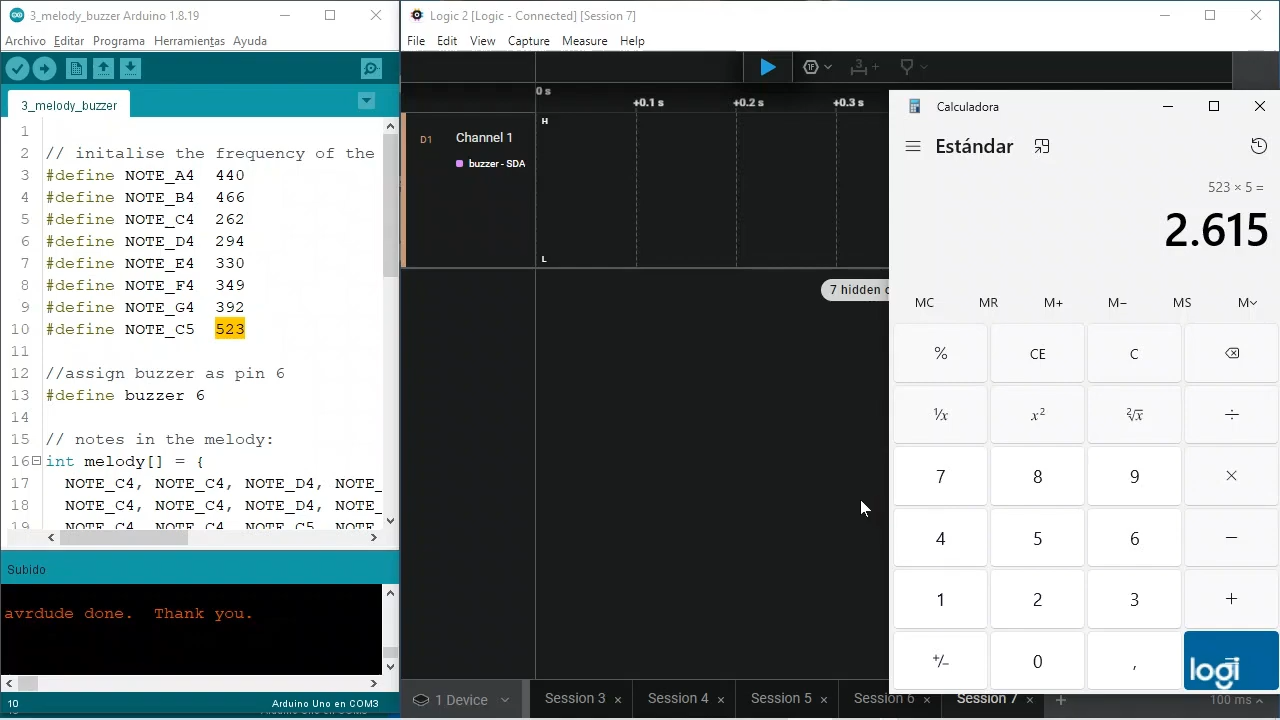 3_melody_buzzer Arduino 1.8.19
Archivo Editar Programa Herramientas Ayuda
3_melody_buzzer
1
2 // initalise the frequency of the
3 #define NOTE_A4 440
4 #define NOTE_B4 466
5 #define NOTE_C4 262
6 #define NOTE_D4 294
7 #define NOTE_E4 330
8 #define NOTE_F4 349
9 #define NOTE_G4 392
10 #define NOTE_C5 523
11
12 //assign buzzer as pin 6
13 #define buzzer 6
14
15 // notes in the melody:
16 int melody[] = {
17 NOTE_C4, NOTE_C4, NOTE_D4, NOTE_
18 NOTE_C4, NOTE_C4, NOTE_D4, NOTE_
19 NOTE_C4, NOTE_C4, NOTE_C5, NOTE_
Subido
avrdude done. Thank you.
10 Arduino Uno en COM3
Logic 2 [Logic - Connected] [Session 7]
File Edit View Capture Measure Help
0 s
+0.1 s +0.2 s +0.3 s
D1 Channel 1
buzzer - SDA
H
L
7 hidden
1 Device
Session 3 × Session 4 × Session 5 × Session 6 × Session 7 × +
100 ms
Calculadora
Estándar
523 × 5 =
2.615
MC MR M+ M− MS M
% CE C
¹/x x² ²√x ÷
7 8 9 ×
4 5 6 −
1 2 3 +
+/− 0 , =
logi